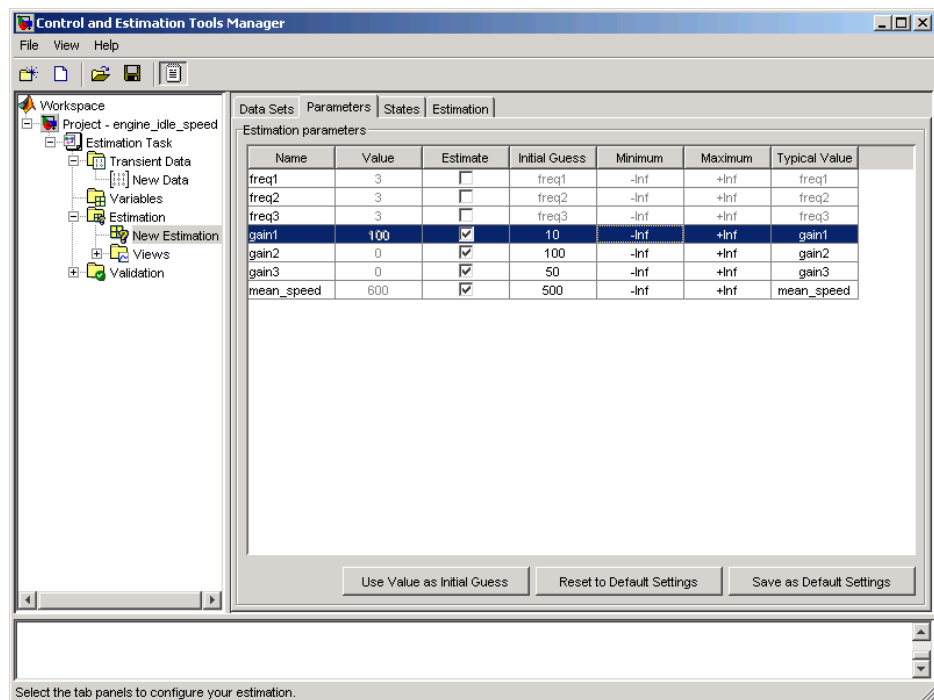 Control and Estimation Tools Manager
File View Help
Workspace
Project - engine_idle_speed
Estimation Task
Transient Data
New Data
Variables
Estimation
New Estimation
Views
Validation
Data Sets Parameters States Estimation
Estimation parameters
Name Value Estimate Initial Guess Minimum Maximum Typical Value
freq1 3 freq1 -Inf +Inf freq1
freq2 3 freq2 -Inf +Inf freq2
freq3 3 freq3 -Inf +Inf freq3
gain1 100 10 -Inf +Inf gain1
gain2 0 100 -Inf +Inf gain2
gain3 0 50 -Inf +Inf gain3
mean_speed 600 500 -Inf +Inf mean_speed
Use Value as Initial Guess Reset to Default Settings Save as Default Settings
Select the tab panels to configure your estimation.